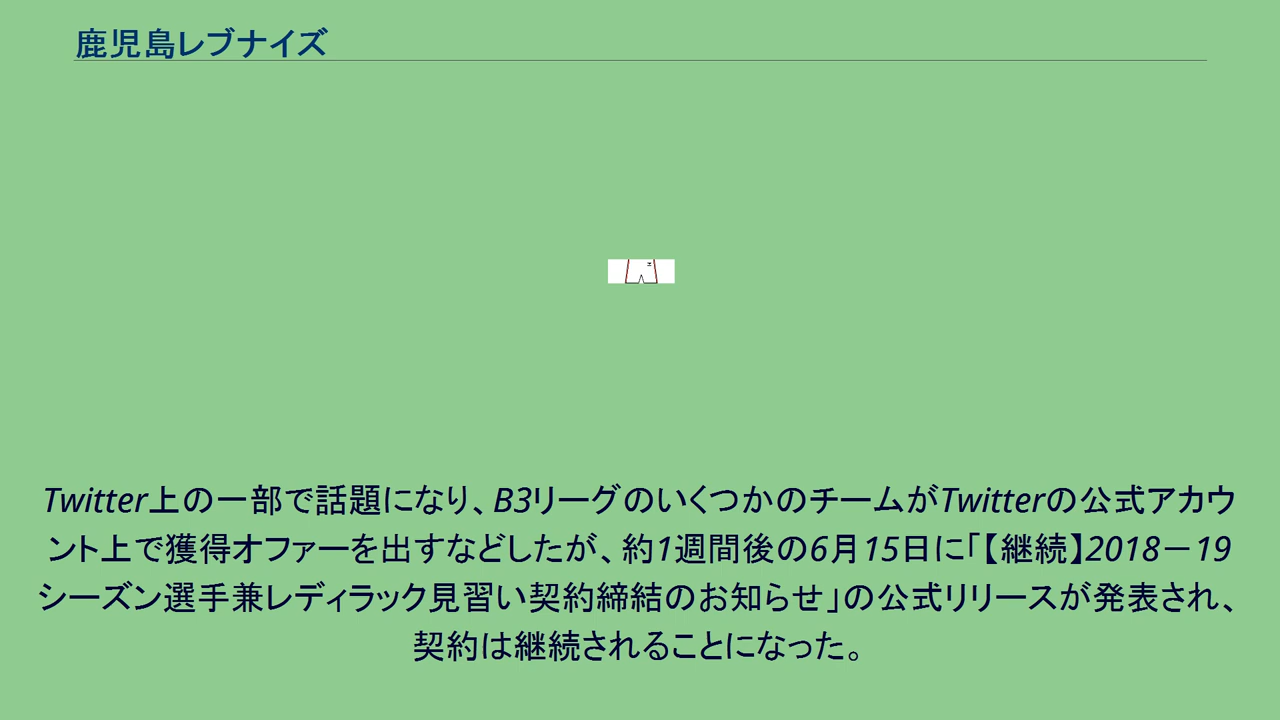 鹿児島レブナイズ
Twitter上の一部で話題になり、B3リーグのいくつかのチームがTwitterの公式アカウ
ント上で獲得オファーを出すなどしたが、約1週間後の6月15日に「【継続】2018－19
シーズン選手兼レディラック見習い契約締結のお知らせ」の公式リリースが発表され、
契約は継続されることになった。